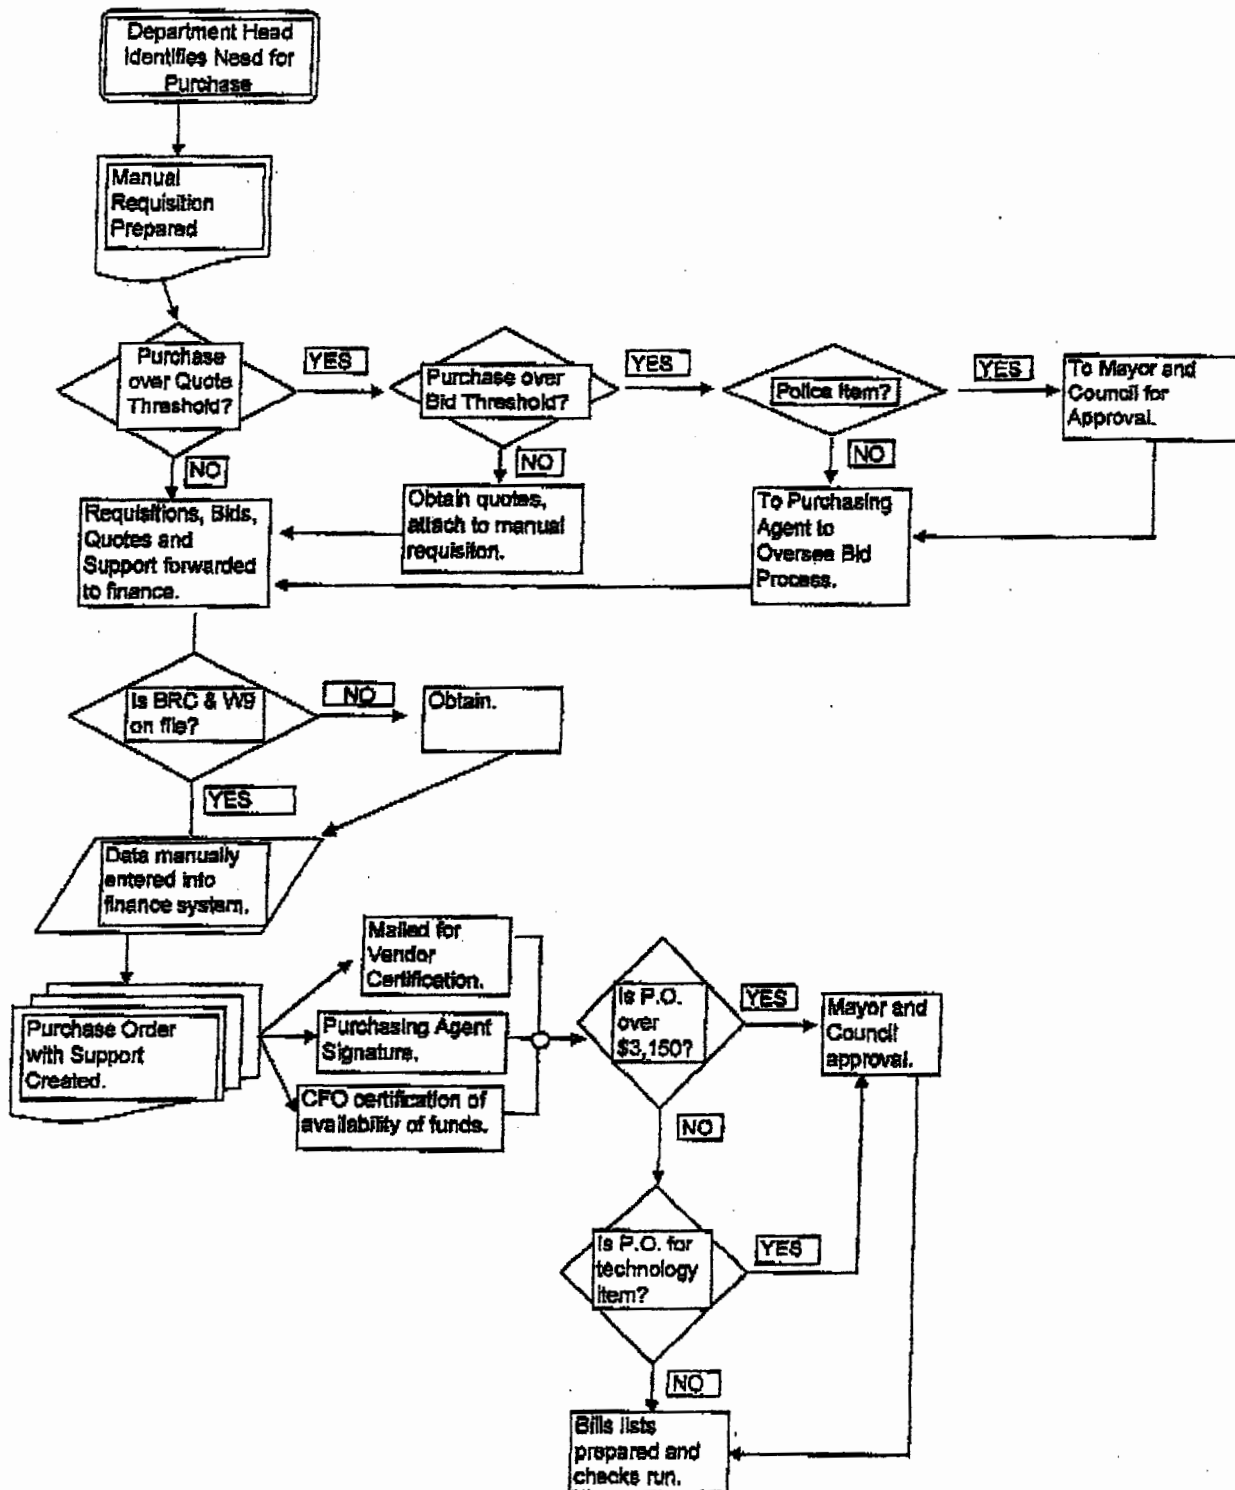 Department Head
Identifies Need for
Purchase
Manual
Requisition
Prepared
Purchase
over Quote
Threshold?
YES
Purchase over
Bid Threshold?
YES
Police Item?
YES
To Mayor and
Council for
Approval.
NO
NO
NO
Requisitions, Bids,
Quotes and
Support forwarded
to finance.
Obtain quotes,
attach to manual
requisiton.
To Purchasing
Agent to
Oversee Bid
Process.
Is BRC & W9
on file?
NO
Obtain.
YES
Data manually
entered into
finance system.
Purchase Order
with Support
Created.
Mailed for
Vendor
Certification.
Purchasing Agent
Signature.
CFO certification of
availability of funds.
Is P.O.
over
$3,150?
YES
Mayor and
Council
approval.
NO
Is P.O. for
technology
item?
YES
NO
Bills lists
prepared and
checks run.